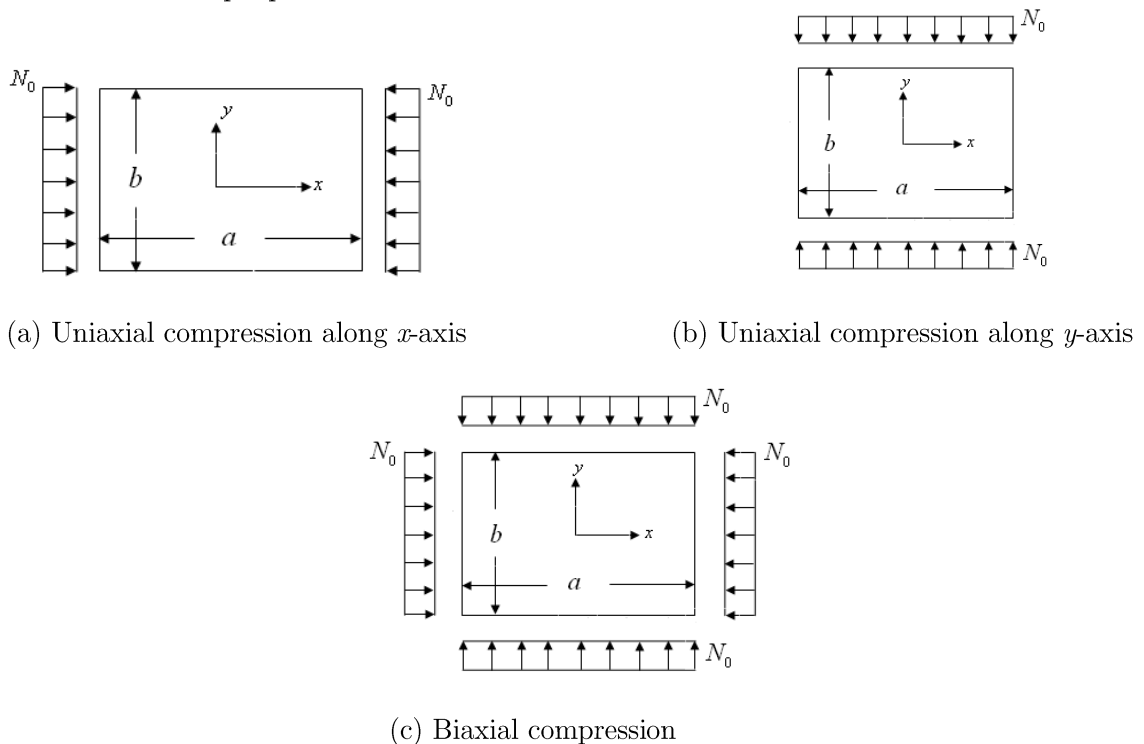 N₀
N₀
y
x
b
a
(a) Uniaxial compression along x-axis
N₀
y
x
b
a
N₀
(b) Uniaxial compression along y-axis
N₀
N₀
N₀
y
x
b
a
N₀
(c) Biaxial compression